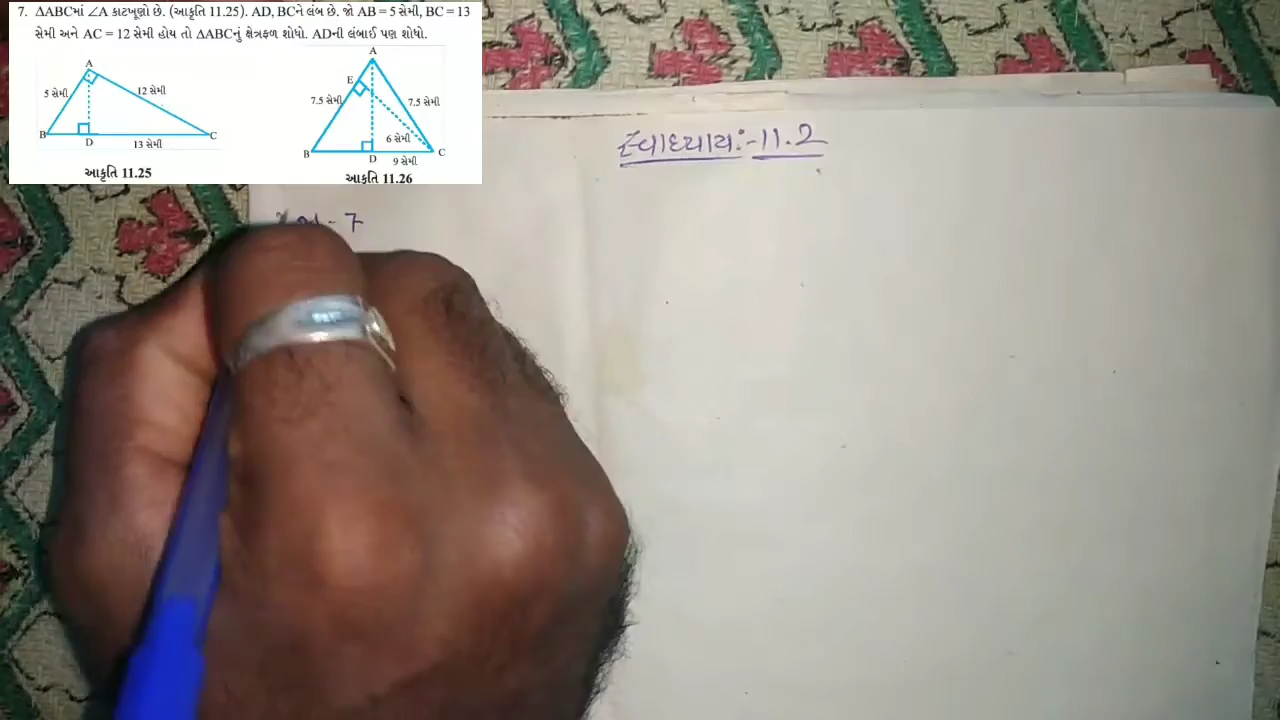 7. ΔABCમાં ∠A કાટખૂણો છે. (આકૃતિ 11.25). AD, BCને લંબ છે. જો AB = 5 સેમી, BC = 13
સેમી અને AC = 12 સેમી હોય તો ΔABCનું ક્ષેત્રફળ શોધો. ADની લંબાઈ પણ શોધો.
A
5 સેમી
12 સેમી
B
D
C
13 સેમી
આકૃતિ 11.25
A
E
7.5 સેમી
7.5 સેમી
6 સેમી
B
D
C
9 સેમી
આકૃતિ 11.26
સ્વાધ્યાય:-11.2
- 7